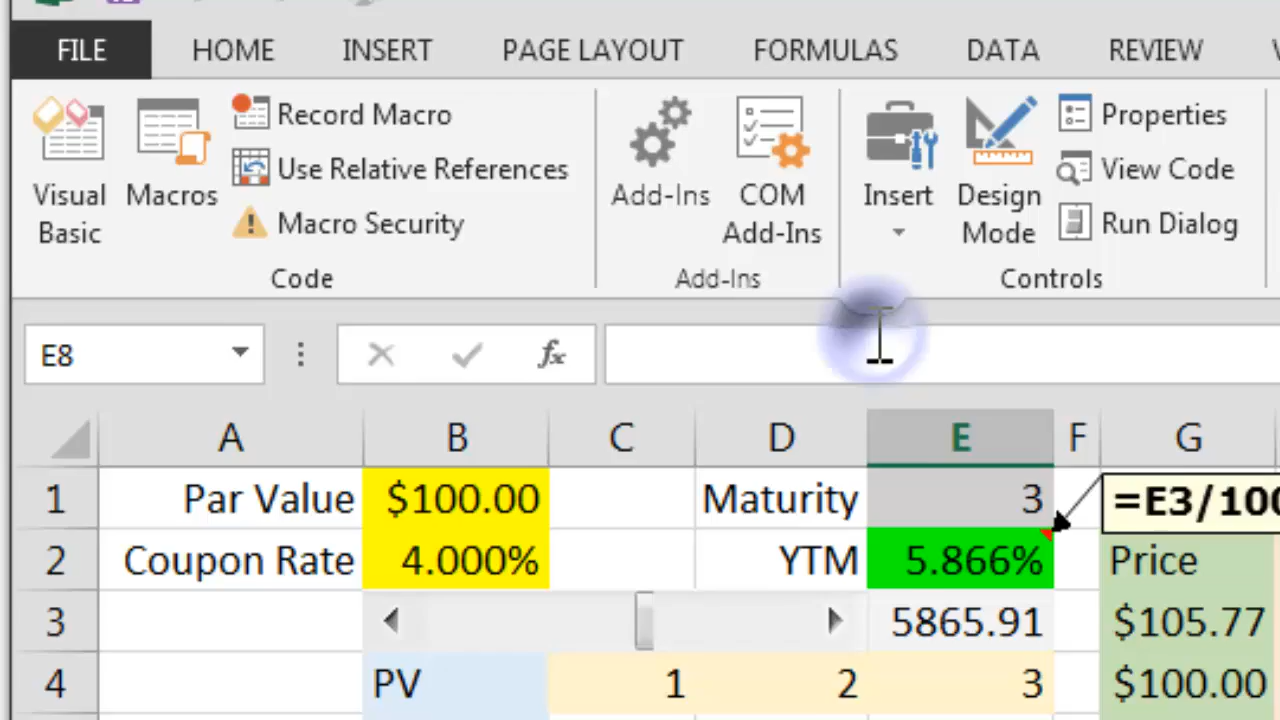 FILE HOME INSERT PAGE LAYOUT FORMULAS DATA REVIEW
Record Macro
Use Relative References
Macro Security
Visual Basic
Macros
Code
Add-Ins
COM Add-Ins
Add-Ins
Insert
Design Mode
Properties
View Code
Run Dialog
Controls
E8 fx
A B C D E F G
1 Par Value $100.00 Maturity 3 =E3/100
2 Coupon Rate 4.000% YTM 5.866% Price
3 5865.91 $105.77
4 PV 1 2 3 $100.00